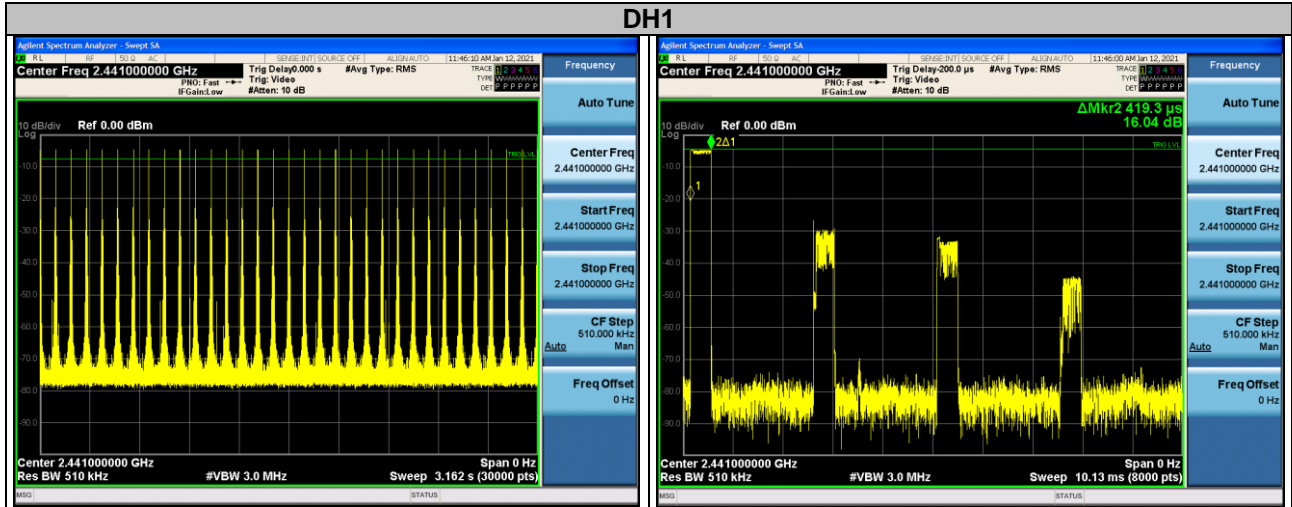 DH1
Agilent Spectrum Analyzer - Swept SA
RL RF 50 Ω AC SENSE:INT SOURCE OFF ALIGN AUTO 11:46:10 AM Jan 12, 2021
Center Freq 2.441000000 GHz
PNO: Fast
IFGain:Low
Trig Delay0.000 s #Avg Type: RMS
Trig: Video
#Atten: 10 dB
TRACE 1 2 3 4 5 6
TYPE
DET P P P P P P
10 dB/div Ref 0.00 dBm
Log
TRIG LVL
-10.0
-20.0
-30.0
-40.0
-50.0
-60.0
-70.0
-80.0
-90.0
Center 2.441000000 GHz Span 0 Hz
Res BW 510 kHz #VBW 3.0 MHz Sweep 3.162 s (30000 pts)
MSG STATUS
Frequency
Auto Tune
Center Freq
2.441000000 GHz
Start Freq
2.441000000 GHz
Stop Freq
2.441000000 GHz
CF Step
510.000 kHz
Auto Man
Freq Offset
0 Hz
Agilent Spectrum Analyzer - Swept SA
RL RF 50 Ω AC SENSE:INT SOURCE OFF ALIGN AUTO 11:46:00 AM Jan 12, 2021
Center Freq 2.441000000 GHz
PNO: Fast
IFGain:Low
Trig Delay-200.0 µs #Avg Type: RMS
Trig: Video
#Atten: 10 dB
TRACE 1 2 3 4 5 6
TYPE
DET P P P P P P
ΔMkr2 419.3 µs
16.04 dB
10 dB/div Ref 0.00 dBm
Log
2Δ1
TRIG LVL
1
-10.0
-20.0
-30.0
-40.0
-50.0
-60.0
-70.0
-80.0
-90.0
Center 2.441000000 GHz Span 0 Hz
Res BW 510 kHz #VBW 3.0 MHz Sweep 10.13 ms (8000 pts)
MSG STATUS
Frequency
Auto Tune
Center Freq
2.441000000 GHz
Start Freq
2.441000000 GHz
Stop Freq
2.441000000 GHz
CF Step
510.000 kHz
Auto Man
Freq Offset
0 Hz